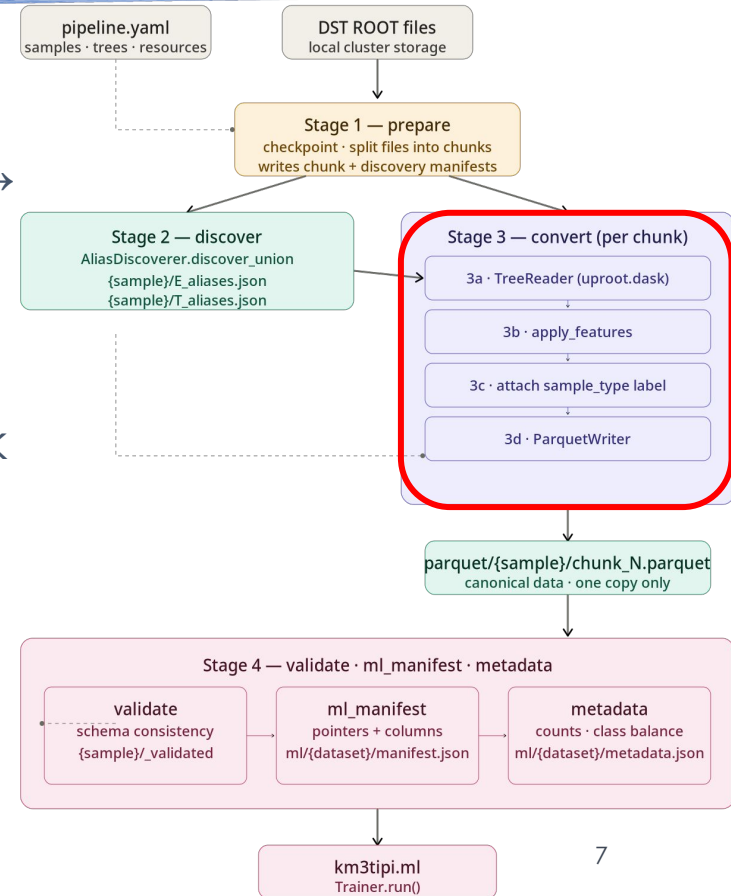 pipeline.yaml
samples · trees · resources
DST ROOT files
local cluster storage
Stage 1 — prepare
checkpoint · split files into chunks
writes chunk + discovery manifests
Stage 2 — discover
AliasDiscoverer.discover_union
{sample}/E_aliases.json
{sample}/T_aliases.json
Stage 3 — convert (per chunk)
3a · TreeReader (uproot.dask)
3b · apply_features
3c · attach sample_type label
3d · ParquetWriter
parquet/{sample}/chunk_N.parquet
canonical data · one copy only
Stage 4 — validate · ml_manifest · metadata
validate
schema consistency
{sample}/_validated
ml_manifest
pointers + columns
ml/{dataset}/manifest.json
metadata
counts · class balance
ml/{dataset}/metadata.json
km3tipi.ml
Trainer.run()
7